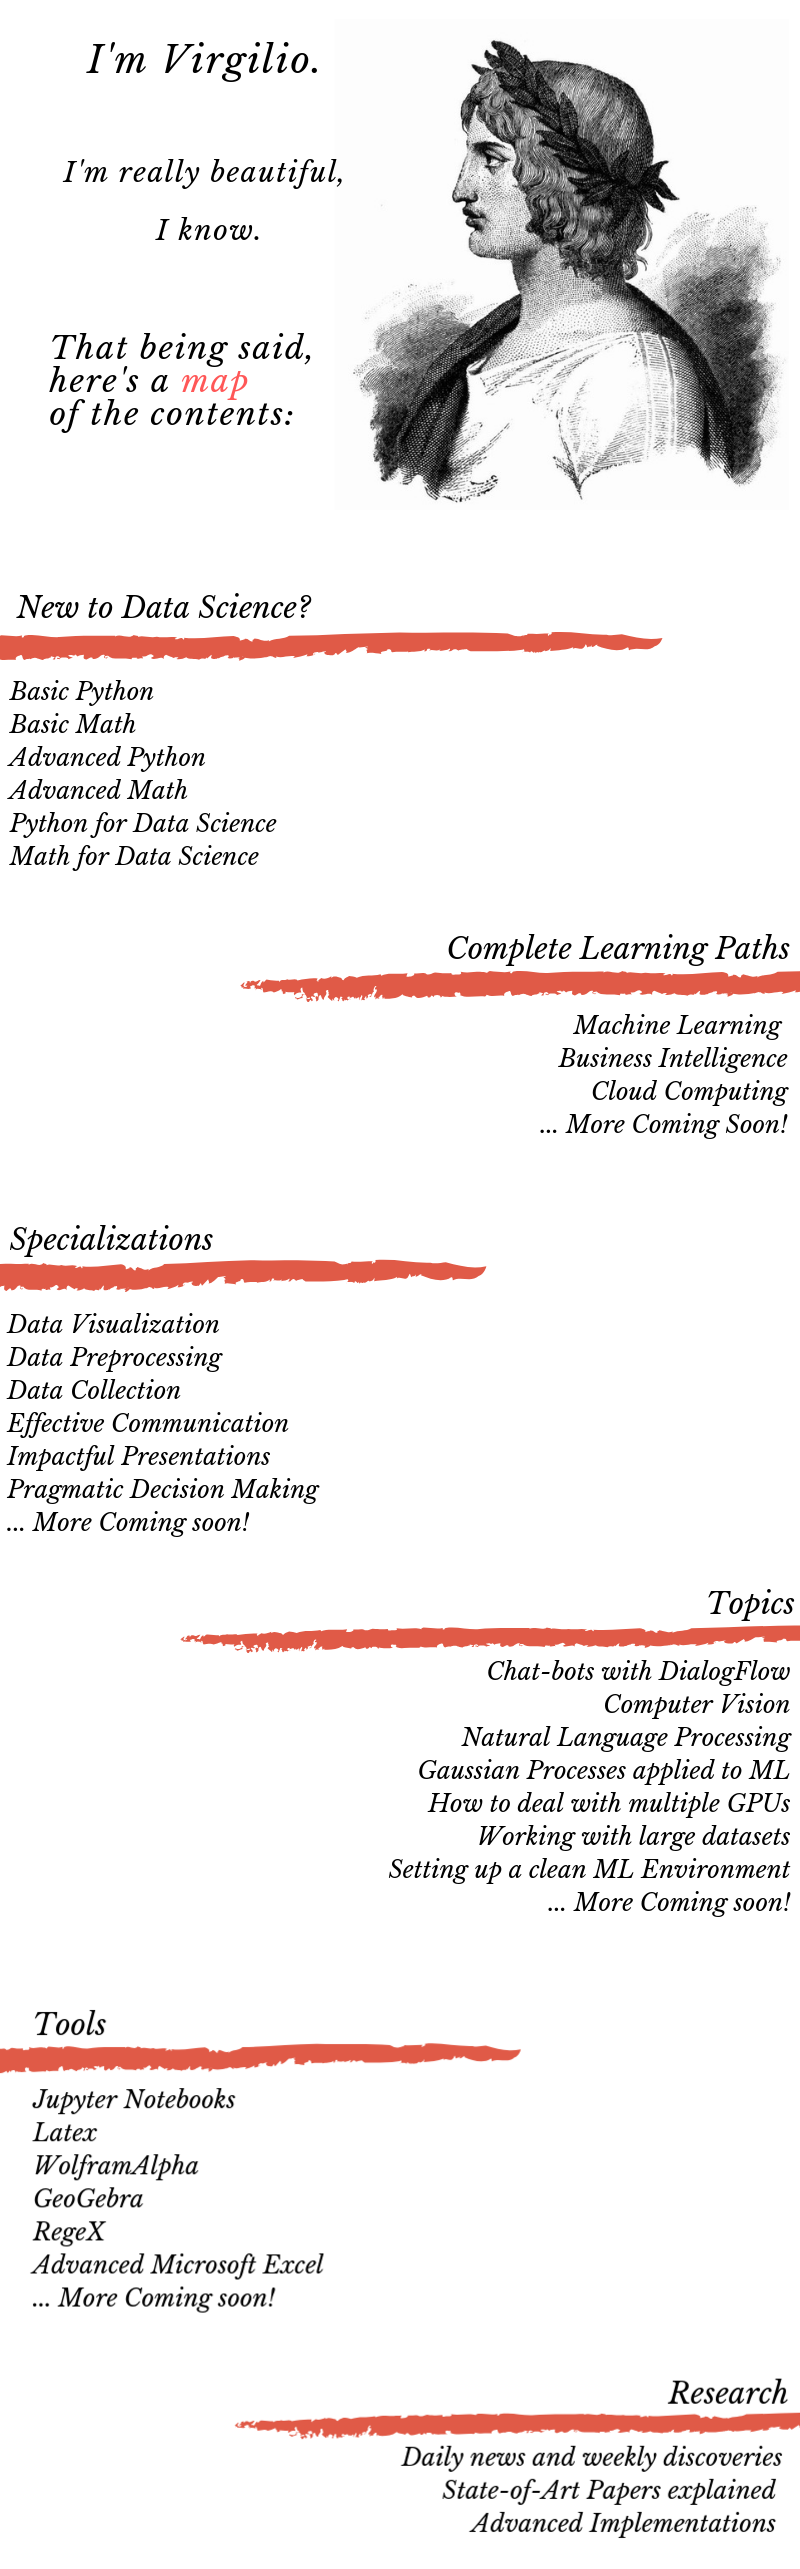 I'm Virgilio.
I'm really beautiful,
I know.
That being said,
here's a map
of the contents:
New to Data Science?
Basic Python
Basic Math
Advanced Python
Advanced Math
Python for Data Science
Math for Data Science
Complete Learning Paths
Machine Learning
Business Intelligence
Cloud Computing
... More Coming Soon!
Specializations
Data Visualization
Data Preprocessing
Data Collection
Effective Communication
Impactful Presentations
Pragmatic Decision Making
... More Coming soon!
Topics
Chat-bots with DialogFlow
Computer Vision
Natural Language Processing
Gaussian Processes applied to ML
How to deal with multiple GPUs
Working with large datasets
Setting up a clean ML Environment
... More Coming soon!
Tools
Jupyter Notebooks
Latex
WolframAlpha
GeoGebra
RegeX
Advanced Microsoft Excel
... More Coming soon!
Research
Daily news and weekly discoveries
State-of-Art Papers explained
Advanced Implementations